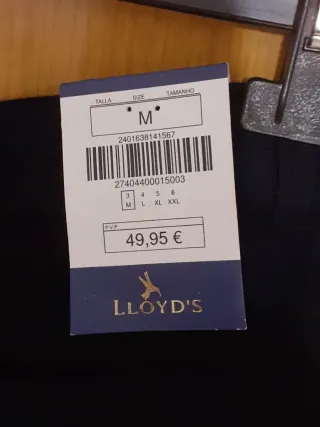 TALLA SIZE TAMANHO
M
2401638141567
27404400015003
3 4 5 6
M L XL XXL
P.V.P
49,95 €
LLOYD'S